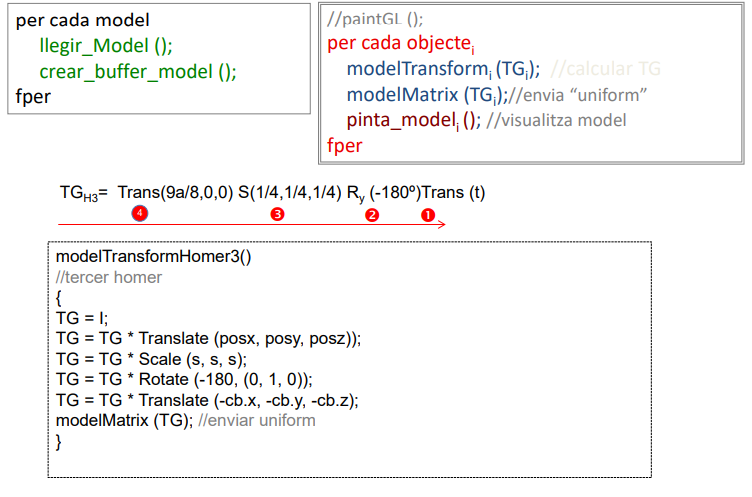 per cada model
llegir_Model ();
crear_buffer_model ();
fper
//paintGL ();
per cada objectei
modelTransformi (TGi); //calcular TG
modelMatrix (TGi);//envia “uniform”
pinta_modeli (); //visualitza model
fper
TGH3= Trans(9a/8,0,0) S(1/4,1/4,1/4) Ry (-180º)Trans (t)
4 3 2 1
modelTransformHomer3()
//tercer homer
{
TG = I;
TG = TG * Translate (posx, posy, posz));
TG = TG * Scale (s, s, s);
TG = TG * Rotate (-180, (0, 1, 0));
TG = TG * Translate (-cb.x, -cb.y, -cb.z);
modelMatrix (TG); //enviar uniform
}